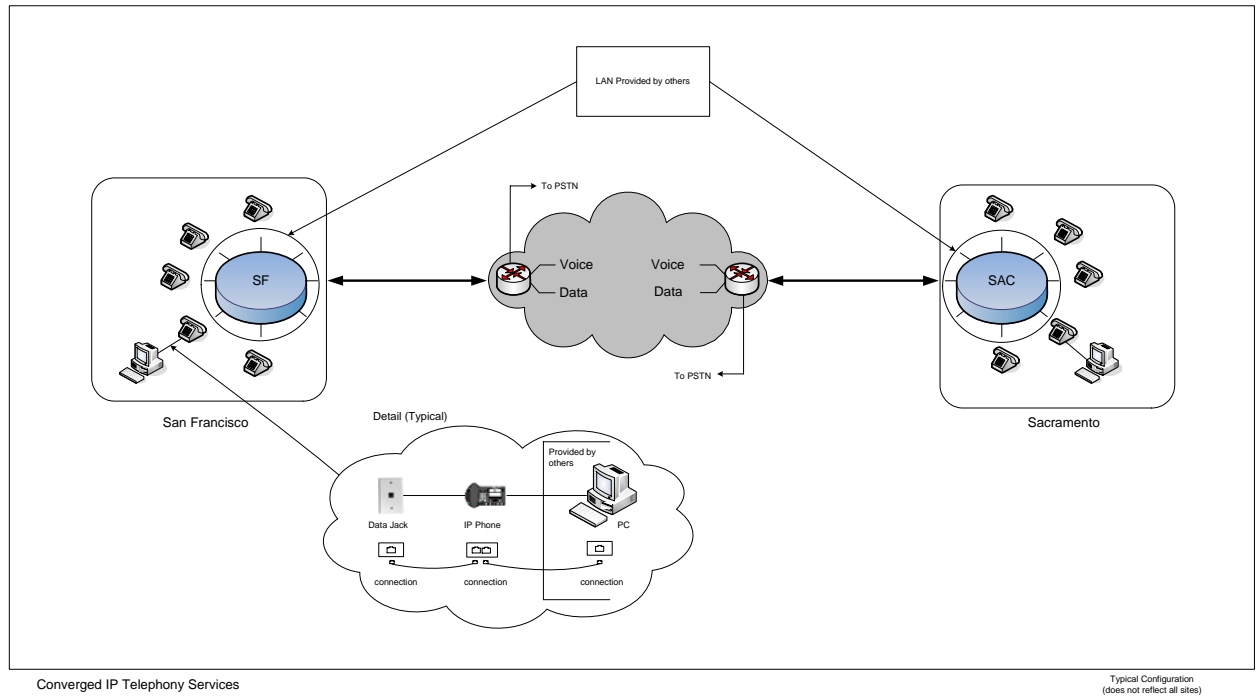 LAN Provided by others
To PSTN
SF
Voice
Data
Voice
Data
SAC
To PSTN
San Francisco
Sacramento
Detail (Typical)
Provided by
others
Data Jack
IP Phone
PC
connection
connection
connection
Converged IP Telephony Services
Typical Configuration
(does not reflect all sites)